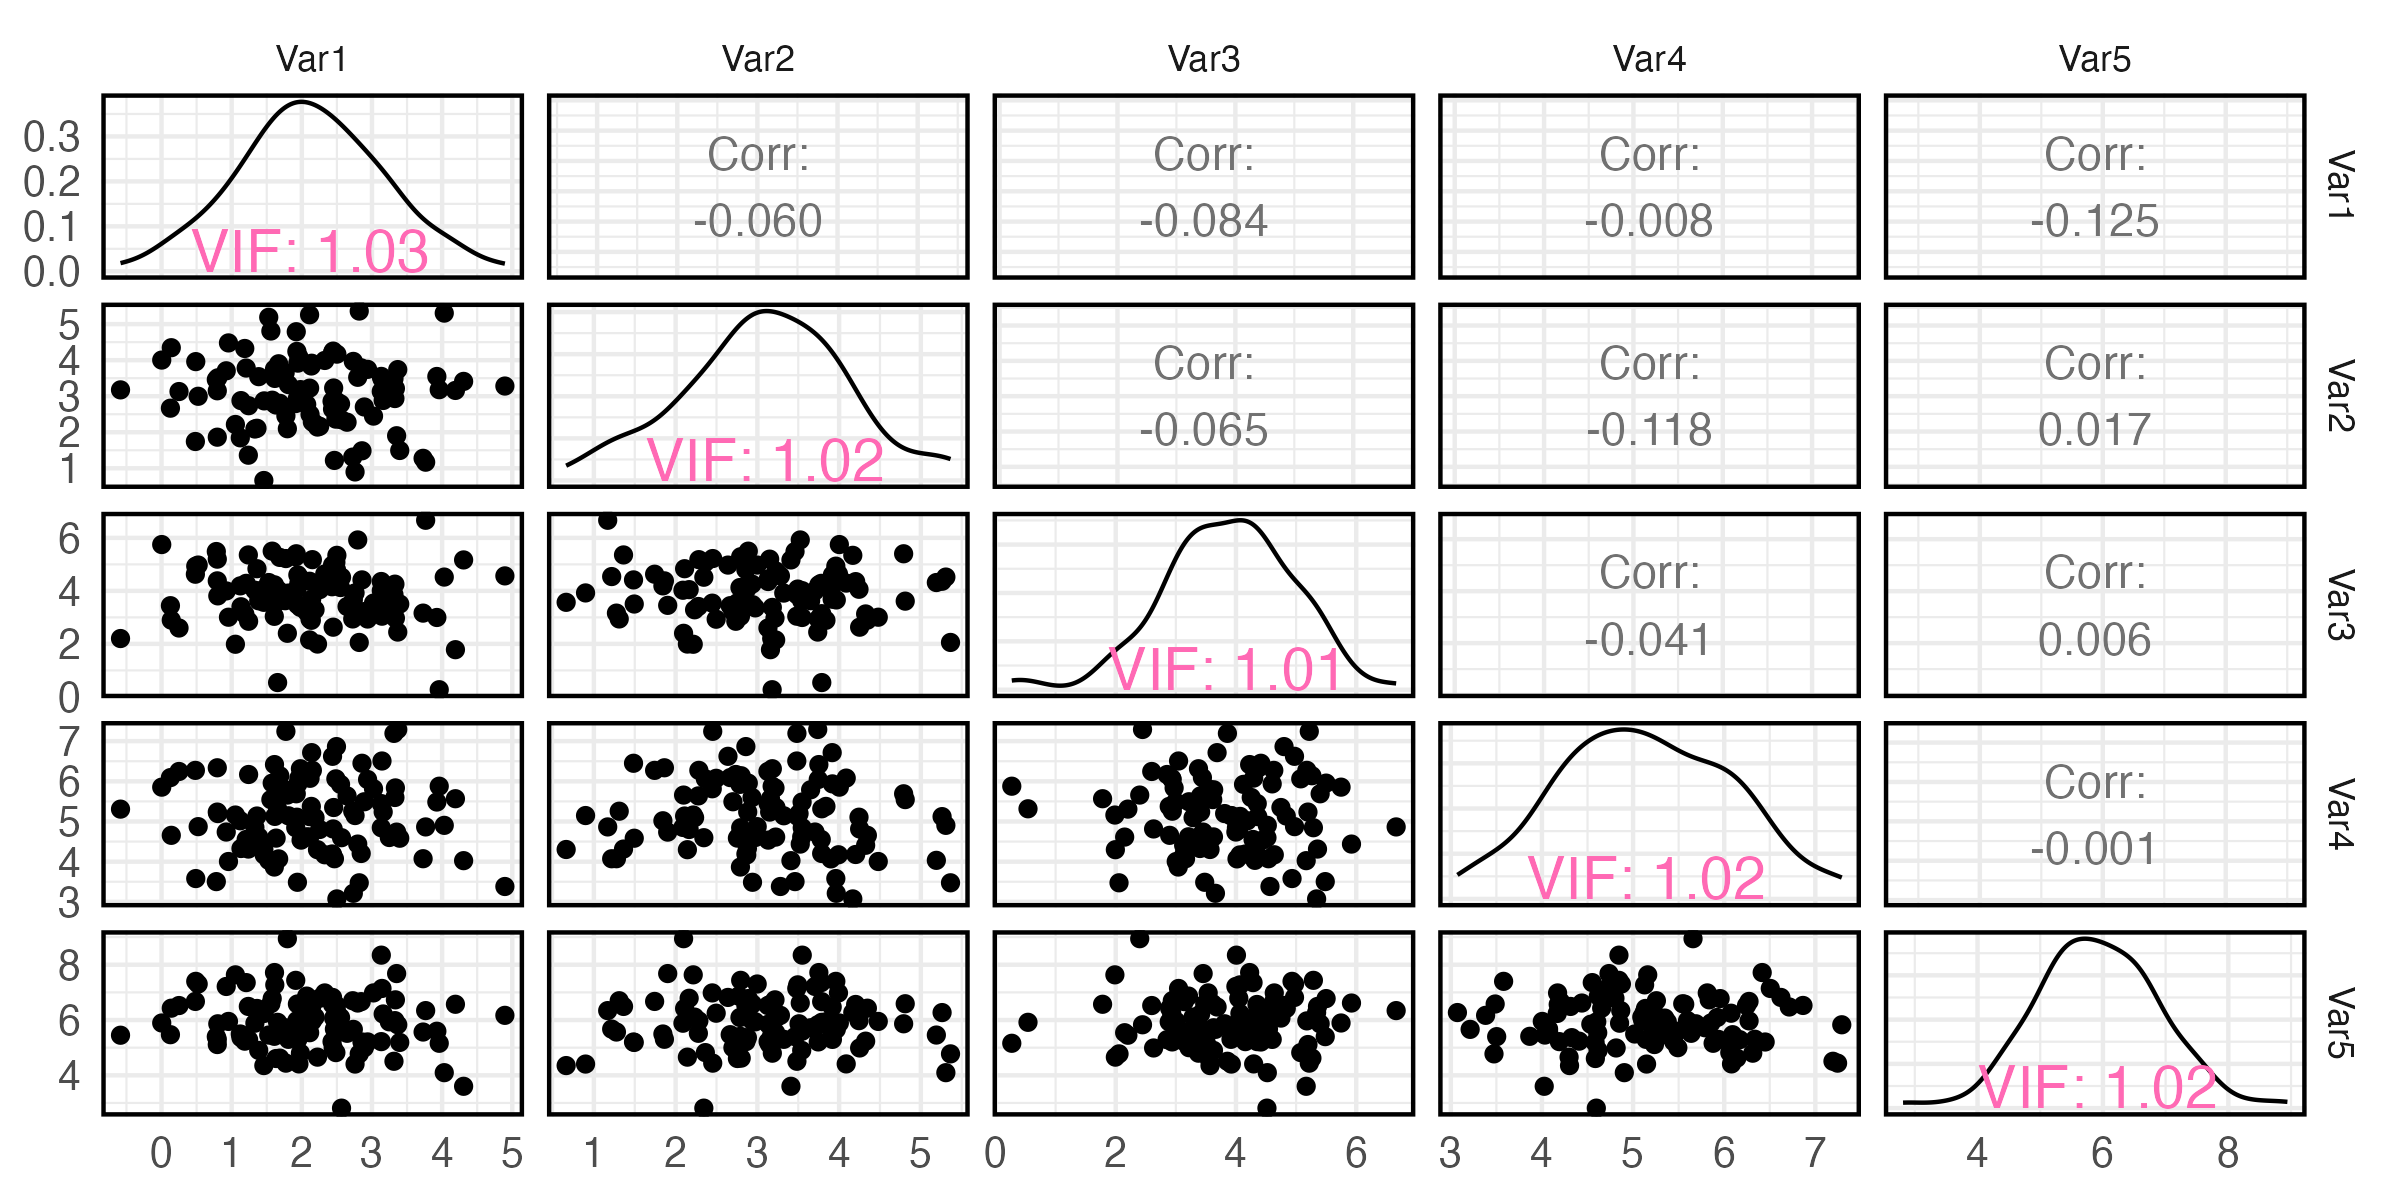 Var1 Var2 Var3 Var4 Var5
0.3
0.2
0.1
0.0
VIF: 1.03
Corr:
-0.060
Corr:
-0.084
Corr:
-0.008
Corr:
-0.125
Var1
5
4
3
2
1
VIF: 1.02
Corr:
-0.065
Corr:
-0.118
Corr:
0.017
Var2
6
4
2
0
VIF: 1.01
Corr:
-0.041
Corr:
0.006
Var3
7
6
5
4
3
VIF: 1.02
Corr:
-0.001
Var4
8
6
4
VIF: 1.02
Var5
0 1 2 3 4 5 1 2 3 4 5 0 2 4 6 3 4 5 6 7 4 6 8